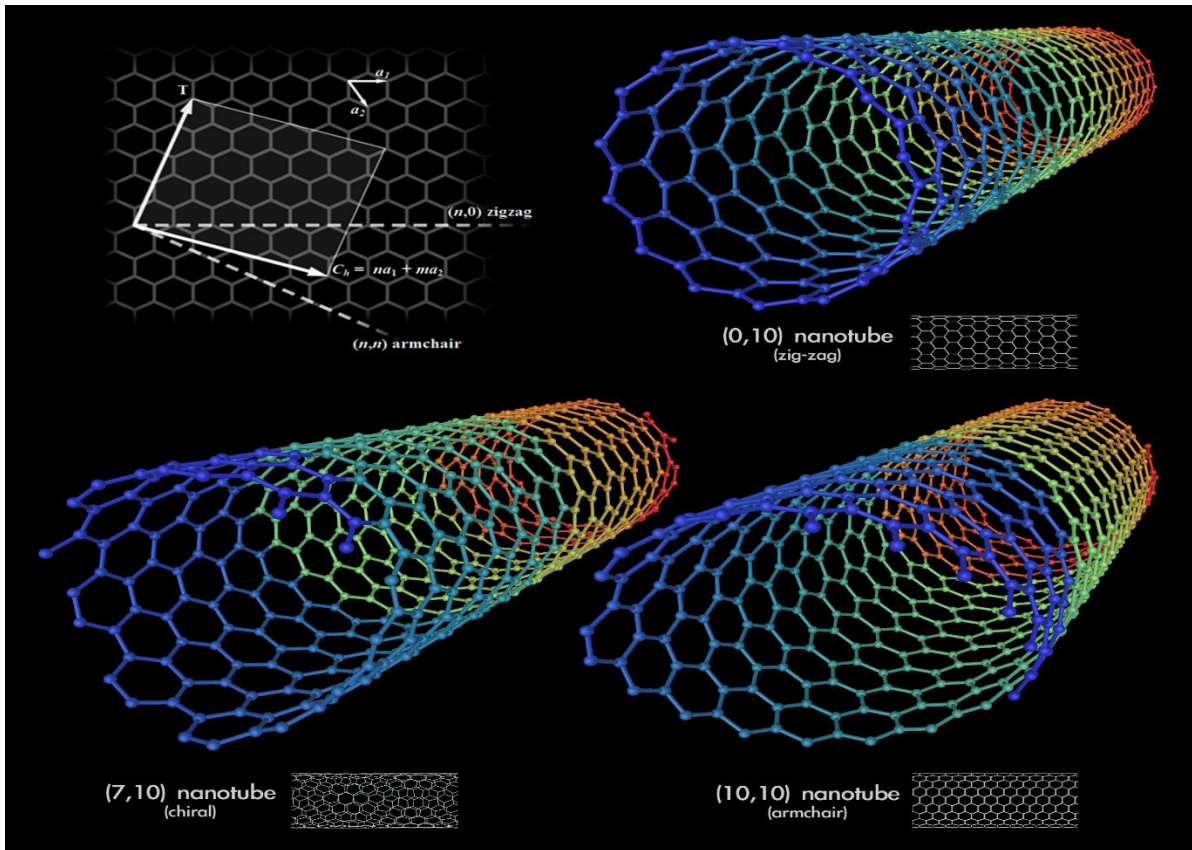 a₁
T
a₂
(n,0) zigzag
Cₕ = na₁ + ma₂
(n,n) armchair
(0,10) nanotube
(zig-zag)
(7,10) nanotube
(chiral)
(10,10) nanotube
(armchair)